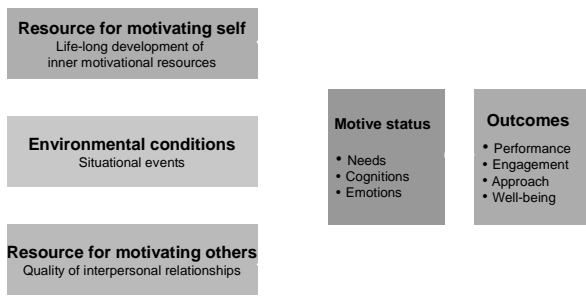 Resource for motivating self
Life-long development of
inner motivational resources
Environmental conditions
Situational events
Resource for motivating others
Quality of interpersonal relationships
Motive status
• Needs
• Cognitions
• Emotions
Outcomes
• Performance
• Engagement
• Approach
• Well-being